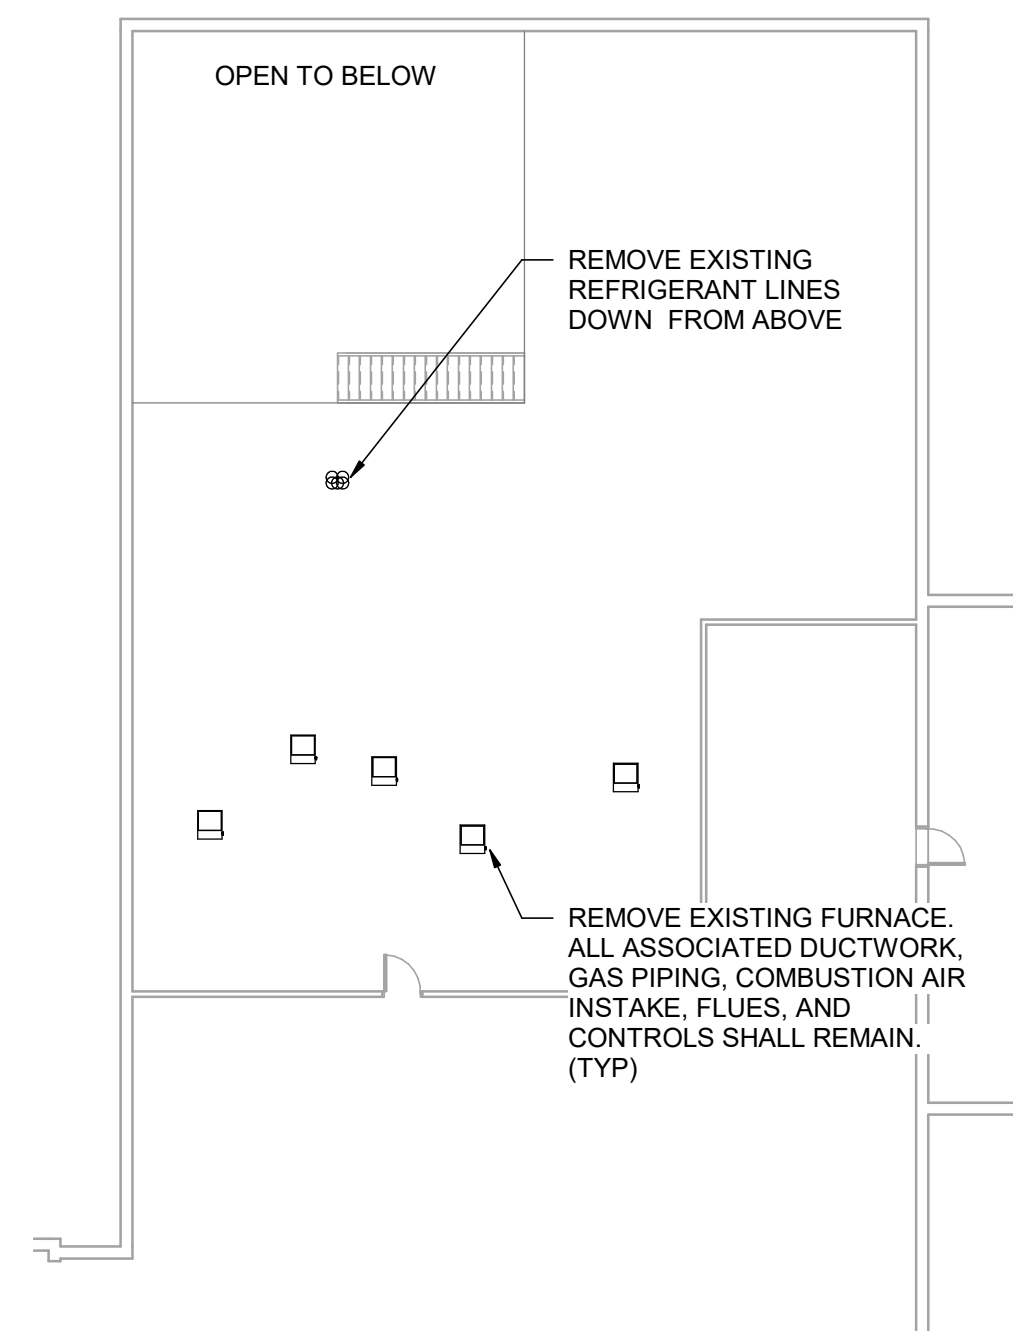 OPEN TO BELOW
REMOVE EXISTING
REFRIGERANT LINES
DOWN  FROM ABOVE
REMOVE EXISTING FURNACE.
ALL ASSOCIATED DUCTWORK,
GAS PIPING, COMBUSTION AIR
INSTAKE, FLUES, AND
CONTROLS SHALL REMAIN.
(TYP)